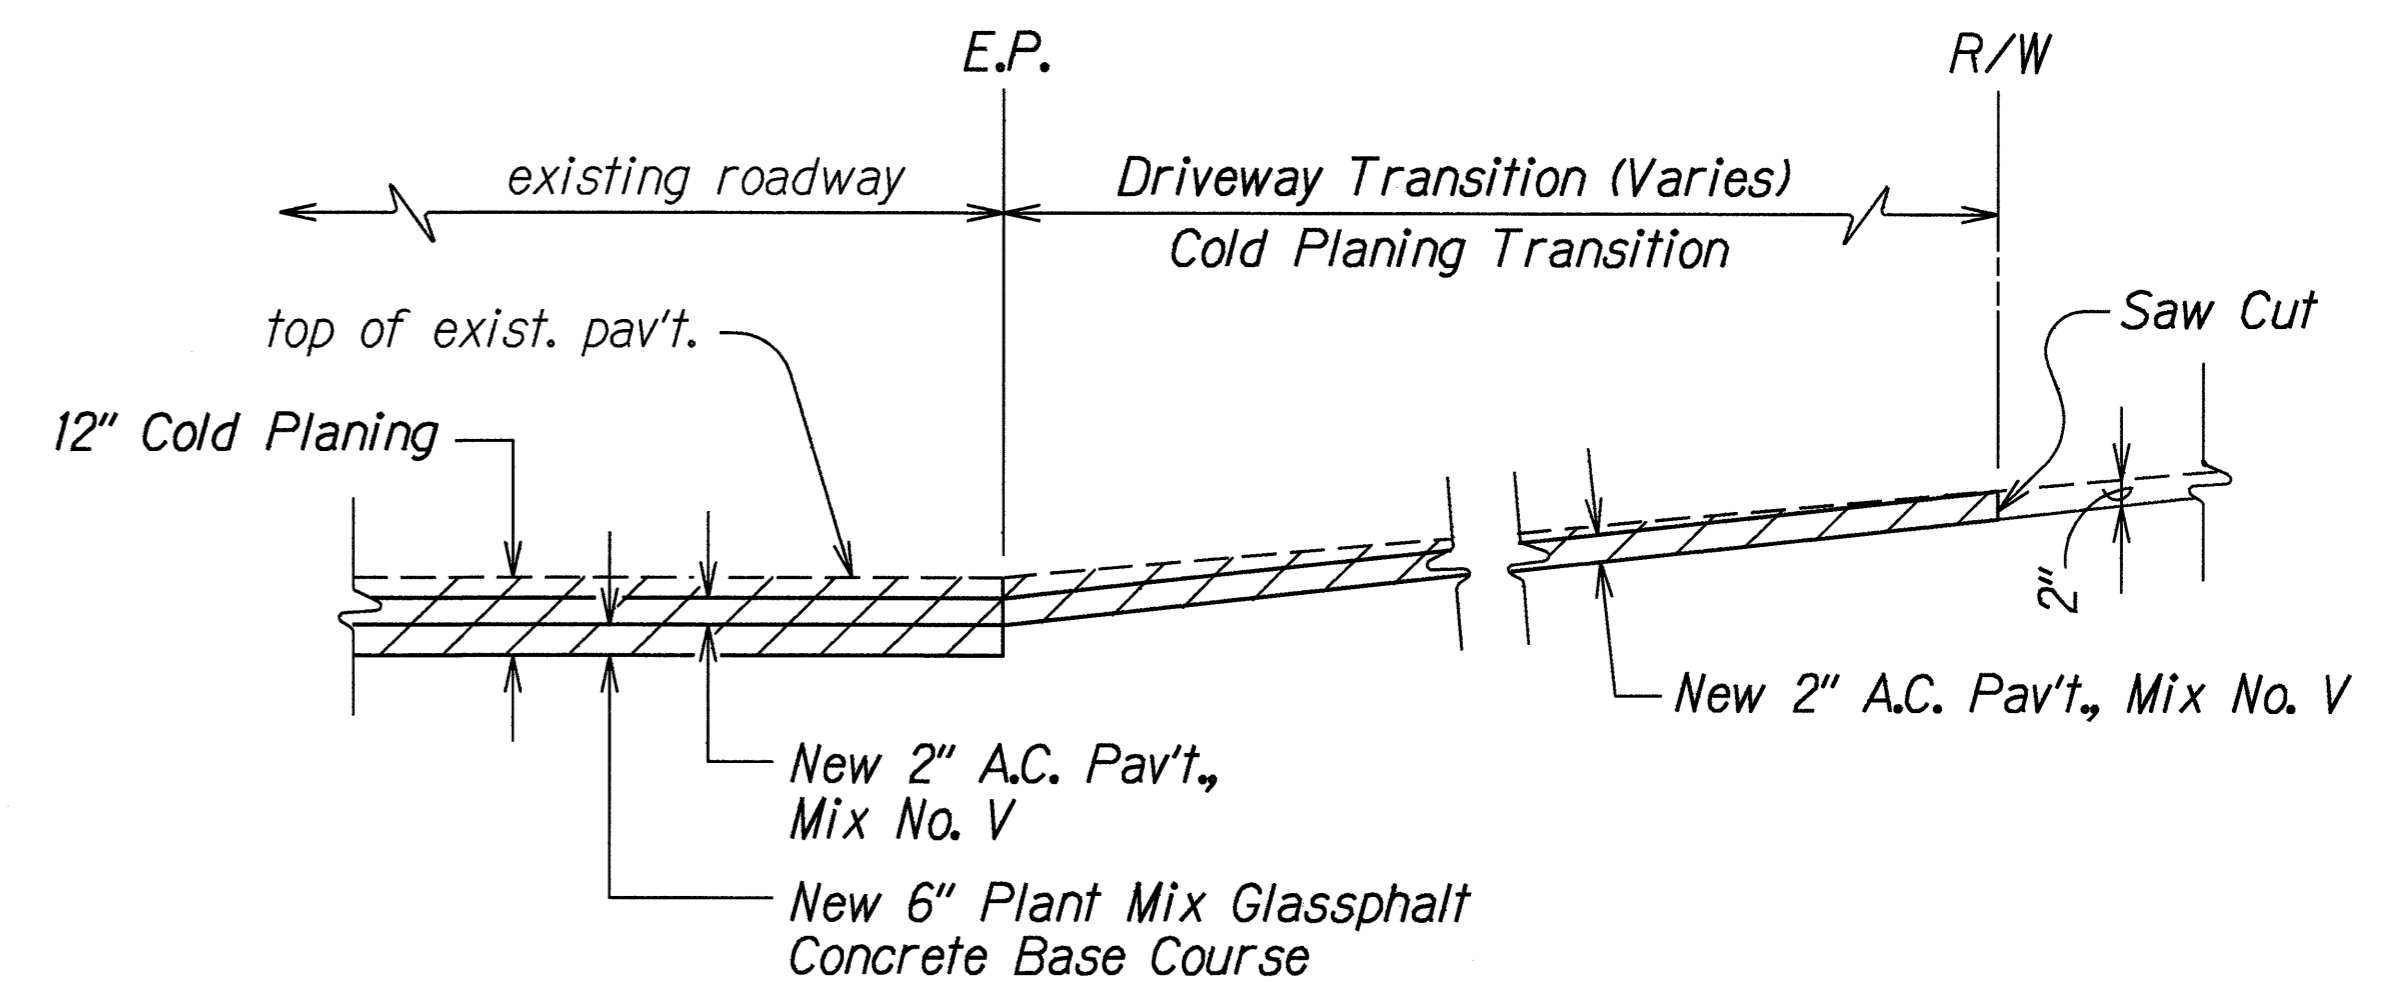 E.P.
R/W
existing roadway
Driveway Transition (Varies)
Cold Planing Transition
top of exist. pav't.
Saw Cut
12" Cold Planing
2"
New 2" A.C. Pav't., Mix No. V
New 2" A.C. Pav't.,
Mix No. V
New 6" Plant Mix Glassphalt
Concrete Base Course